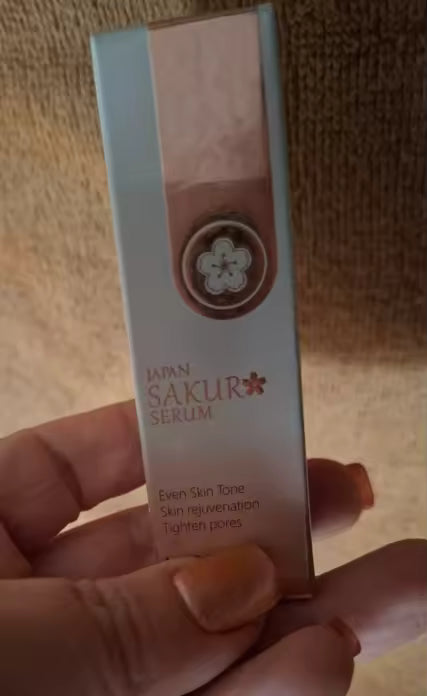 JAPAN
SAKUR
SERUM
Even Skin Tone
Skin rejuvenation
Tighten pores